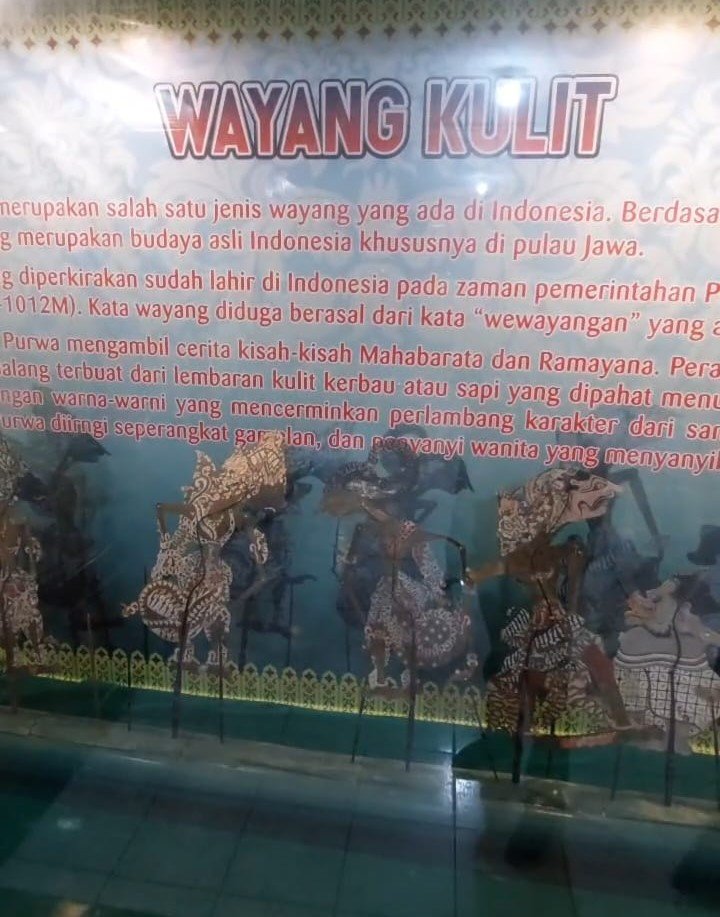 WAYANG KULIT
merupakan salah satu jenis wayang yang ada di Indonesia. Berdasa
g merupakan budaya asli Indonesia khususnya di pulau Jawa.
g diperkirakan sudah lahir di Indonesia pada zaman pemerintahan P
-1012M). Kata wayang diduga berasal dari kata “wewayangan” yang a
Purwa mengambil cerita kisah-kisah Mahabarata dan Ramayana. Pera
alang terbuat dari lembaran kulit kerbau atau sapi yang dipahat menu
ngan warna-warni yang mencerminkan perlambang karakter dari san
urwa diirngi seperangkat gamelan, dan penyanyi wanita yang menyanyi